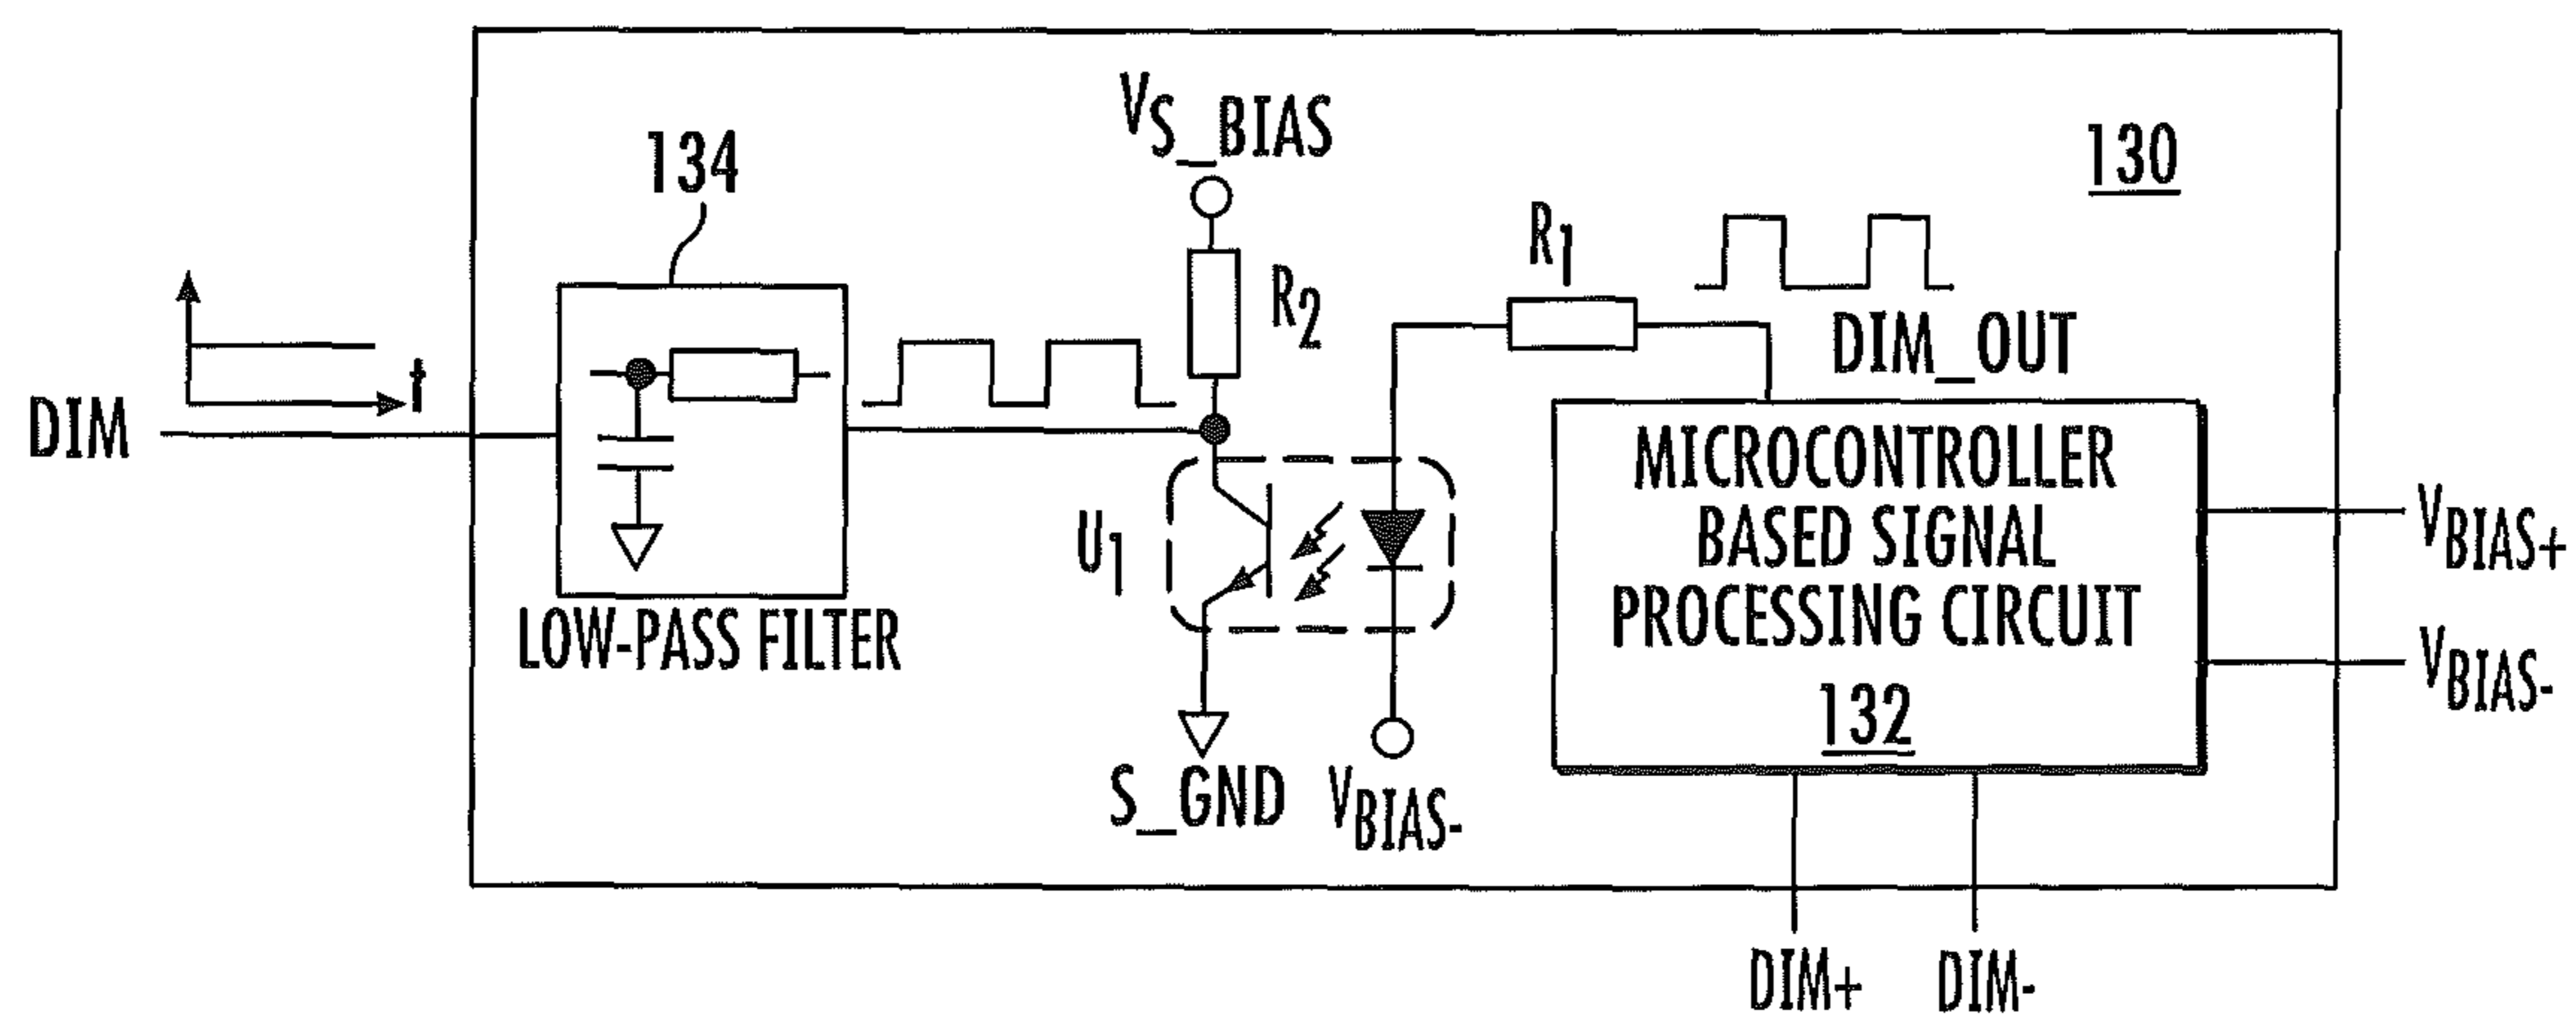 V_S_BIAS
134
130
R1
R2
DIM_OUT
t
DIM
MICROCONTROLLER
BASED SIGNAL
PROCESSING CIRCUIT
132
U1
LOW-PASS FILTER
S_GND
VBIAS-
VBIAS+
VBIAS-
DIM+
DIM-